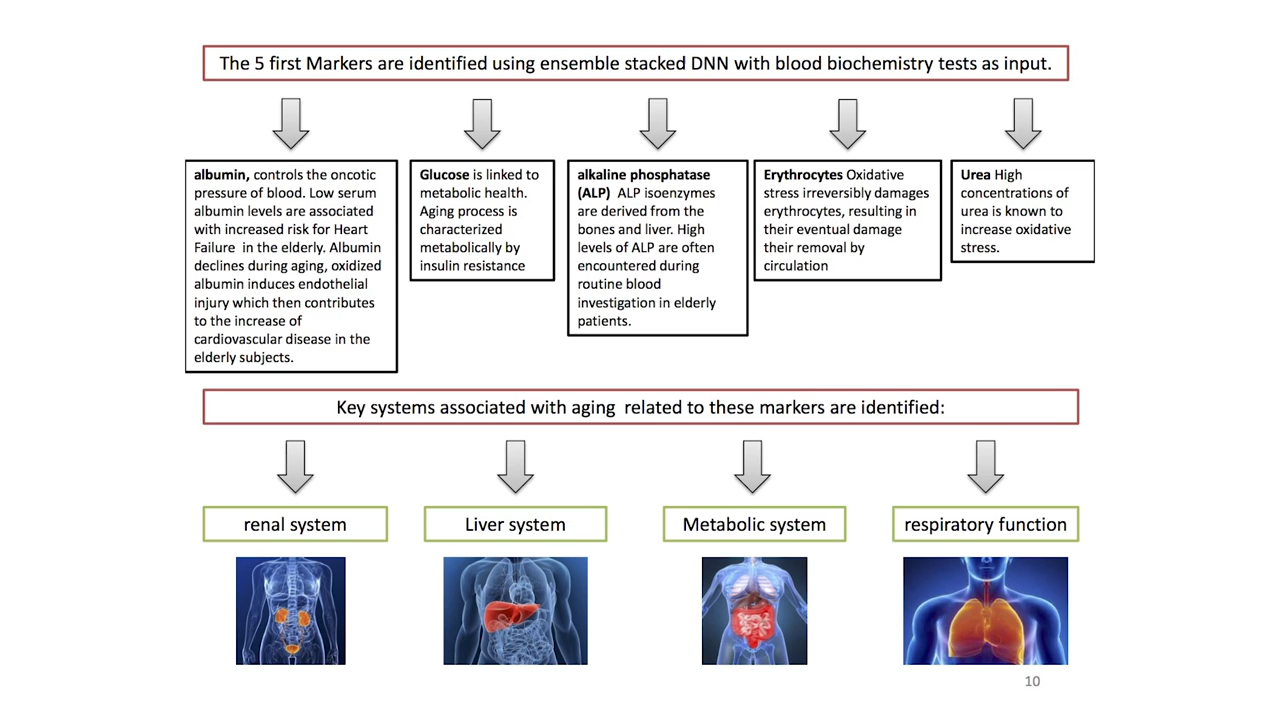 The 5 first Markers are identified using ensemble stacked DNN with blood biochemistry tests as input.
albumin, controls the oncotic
pressure of blood. Low serum
albumin levels are associated
with increased risk for Heart
Failure in the elderly. Albumin
declines during aging, oxidized
albumin induces endothelial
injury which then contributes
to the increase of
cardiovascular disease in the
elderly subjects.
Glucose is linked to
metabolic health.
Aging process is
characterized
metabolically by
insulin resistance
alkaline phosphatase
(ALP) ALP isoenzymes
are derived from the
bones and liver. High
levels of ALP are often
encountered during
routine blood
investigation in elderly
patients.
Erythrocytes Oxidative
stress irreversibly damages
erythrocytes, resulting in
their eventual damage
their removal by
circulation
Urea High
concentrations of
urea is known to
increase oxidative
stress.
Key systems associated with aging related to these markers are identified:
renal system
Liver system
Metabolic system
respiratory function
10